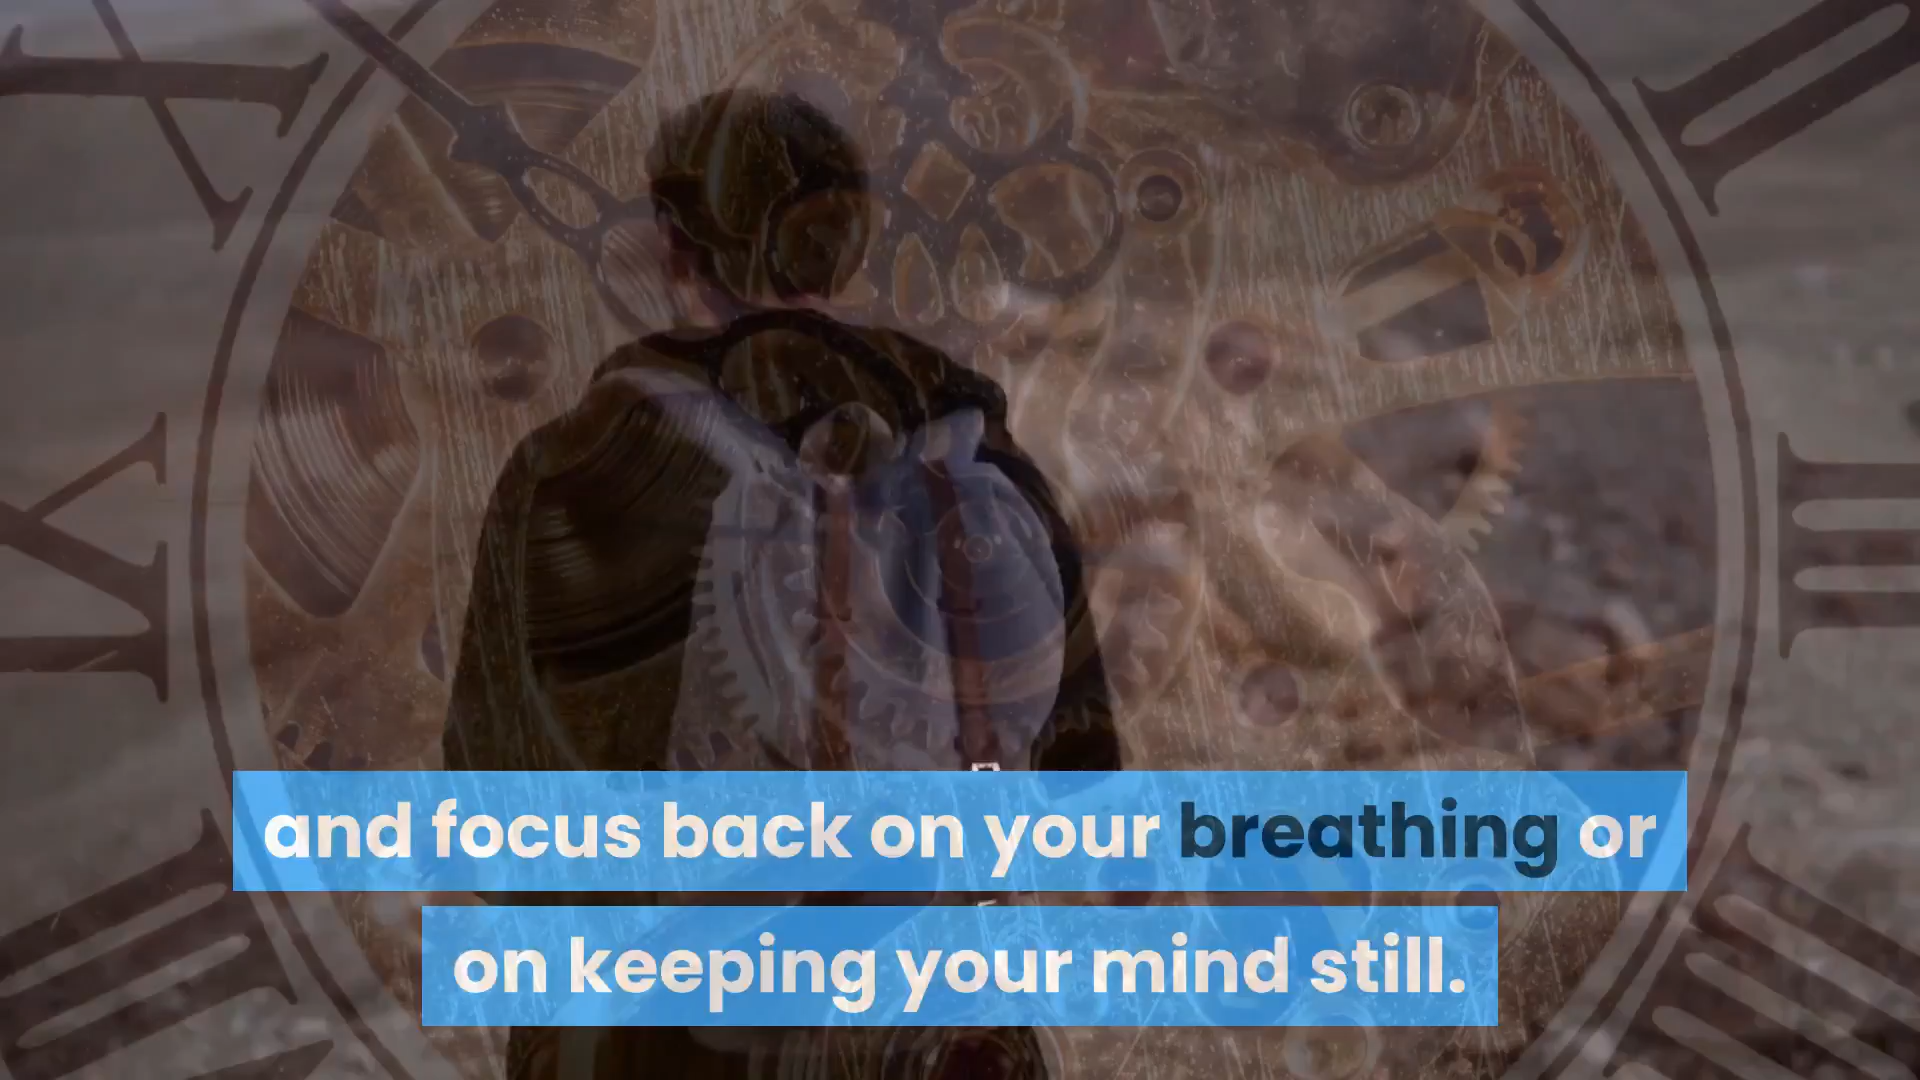 and focus back on your breathing or
on keeping your mind still.